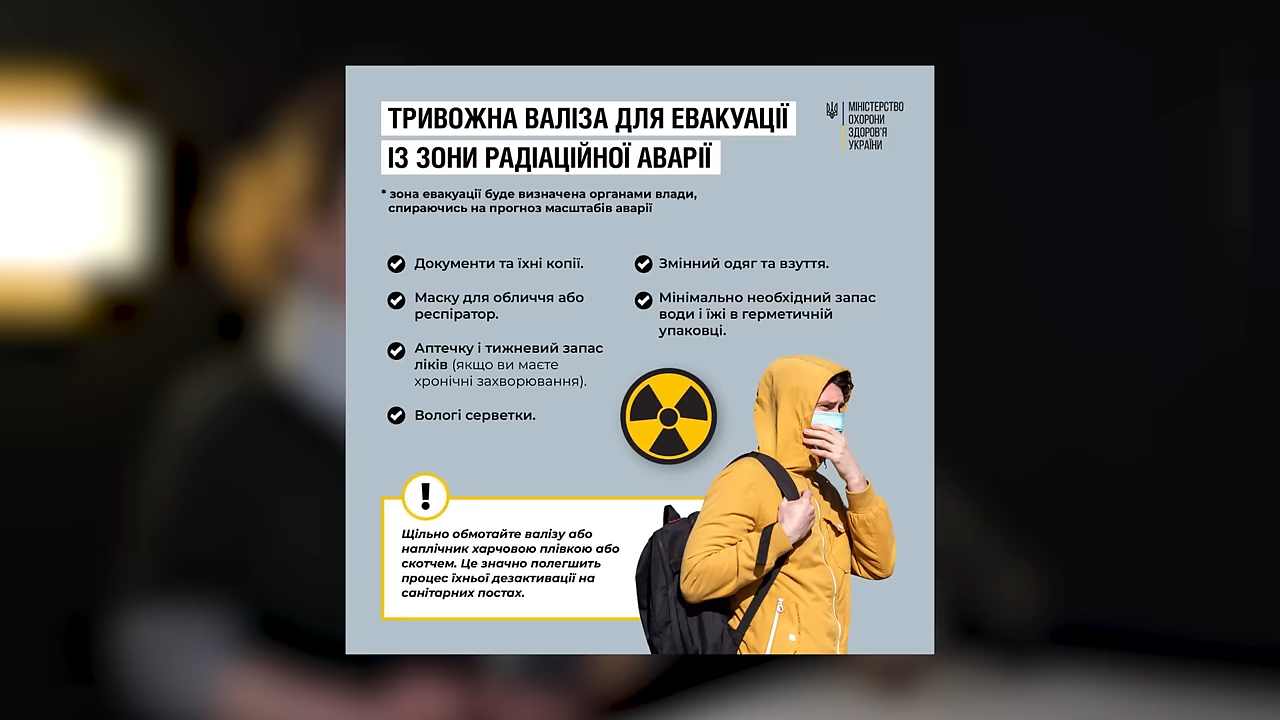 ТРИВОЖНА ВАЛІЗА ДЛЯ ЕВАКУАЦІЇ
ІЗ ЗОНИ РАДІАЦІЙНОЇ АВАРІЇ
МІНІСТЕРСТВО
ОХОРОНИ
ЗДОРОВ'Я
УКРАЇНИ
* зона евакуації буде визначена органами влади,
спираючись на прогноз масштабів аварії
Документи та їхні копії.
Маску для обличчя або
респіратор.
Аптечку і тижневий запас
ліків (якщо ви маєте
хронічні захворювання).
Вологі серветки.
Змінний одяг та взуття.
Мінімально необхідний запас
води і їжі в герметичній
упаковці.
!
Щільно обмотайте валізу або
наплічник харчовою плівкою або
скотчем. Це значно полегшить
процес їхньої дезактивації на
санітарних постах.